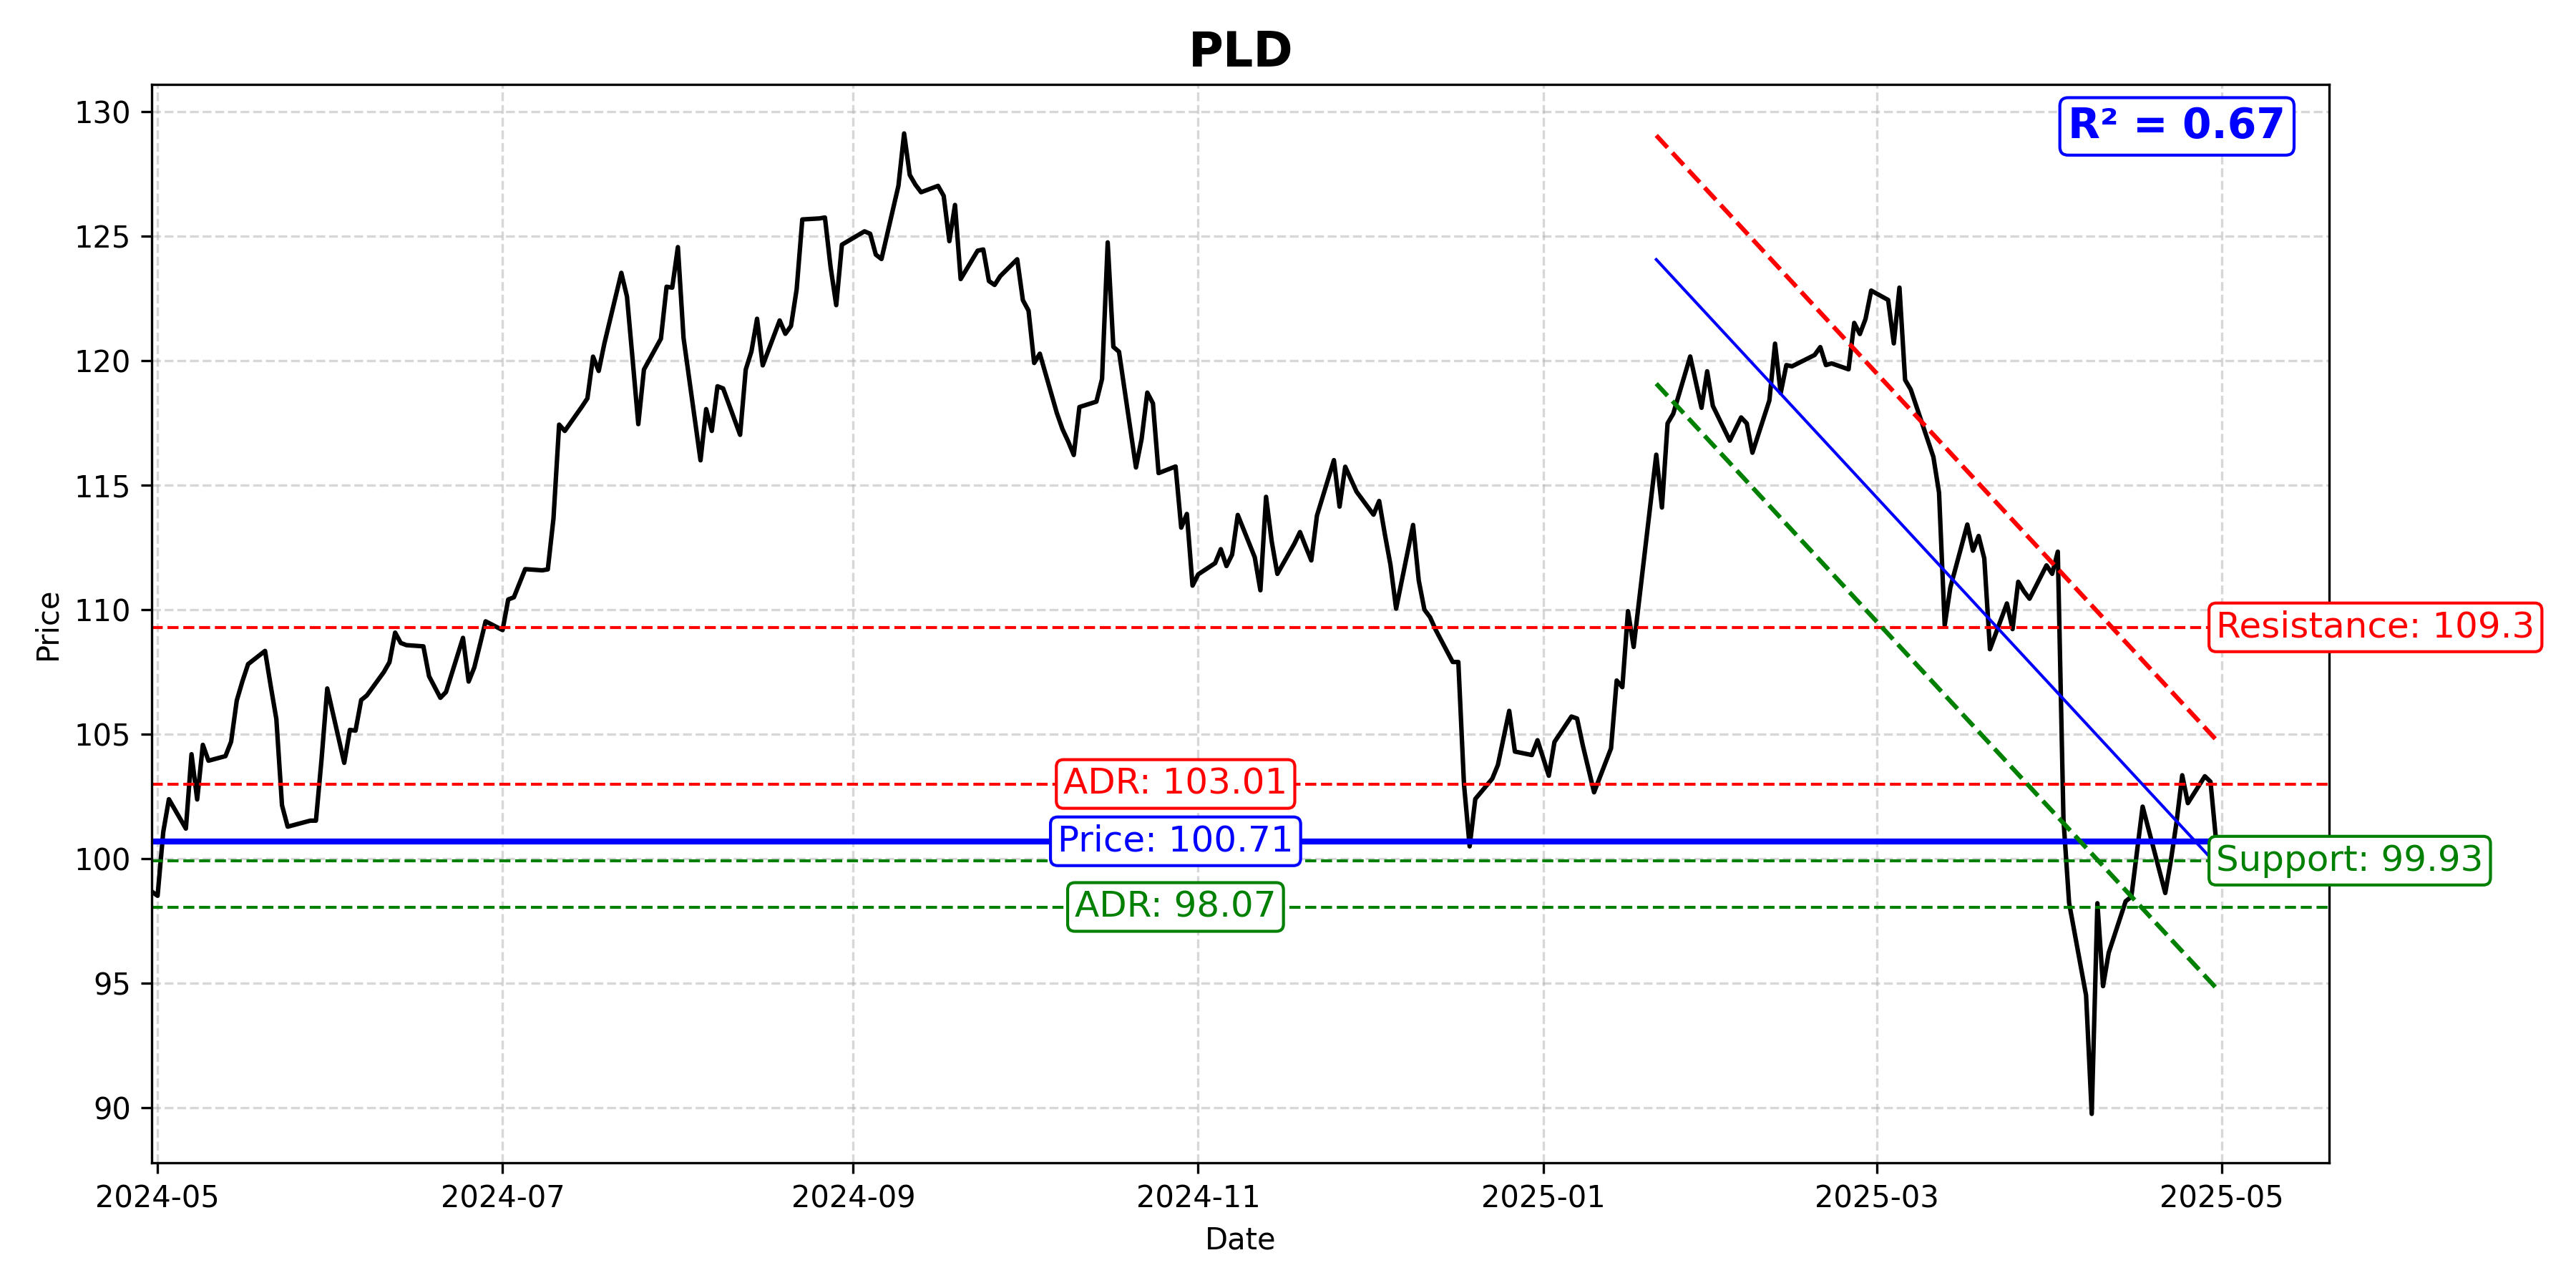 PLD
R² = 0.67
Price
130
125
120
115
110
105
100
95
90
Resistance: 109.3
ADR: 103.01
Price: 100.71
Support: 99.93
ADR: 98.07
2024-05
2024-07
2024-09
2024-11
2025-01
2025-03
2025-05
Date